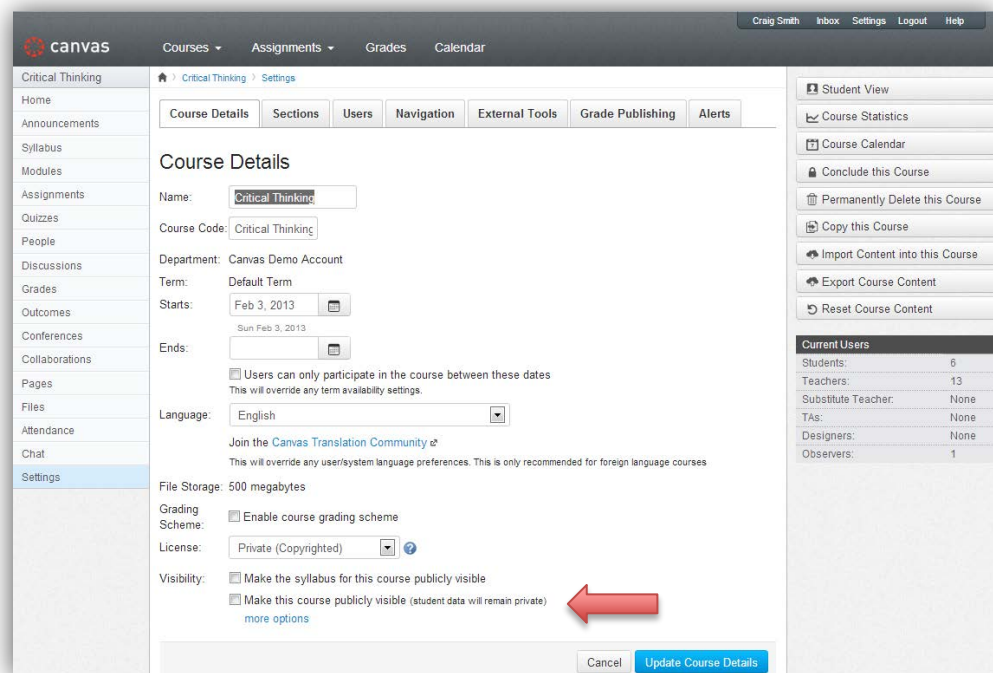 Craig Smith Inbox Settings Logout Help
canvas Courses Assignments Grades Calendar
Critical Thinking
Home
Announcements
Syllabus
Modules
Assignments
Quizzes
People
Discussions
Grades
Outcomes
Conferences
Collaborations
Pages
Files
Attendance
Chat
Settings
Critical Thinking Settings
Course Details Sections Users Navigation External Tools Grade Publishing Alerts
Course Details
Name: Critical Thinking
Course Code: Critical Thinking
Department: Canvas Demo Account
Term: Default Term
Starts: Feb 3, 2013
Sun Feb 3, 2013
Ends:
Users can only participate in the course between these dates
This will override any term availability settings.
Language: English
Join the Canvas Translation Community
This will override any user/system language preferences. This is only recommended for foreign language courses
File Storage: 500 megabytes
Grading Scheme: Enable course grading scheme
License: Private (Copyrighted)
Visibility: Make the syllabus for this course publicly visible
Make this course publicly visible (student data will remain private)
more options
Cancel Update Course Details
Student View
Course Statistics
Course Calendar
Conclude this Course
Permanently Delete this Course
Copy this Course
Import Content into this Course
Export Course Content
Reset Course Content
Current Users
Students: 6
Teachers: 13
Substitute Teacher: None
TAs: None
Designers: None
Observers: 1